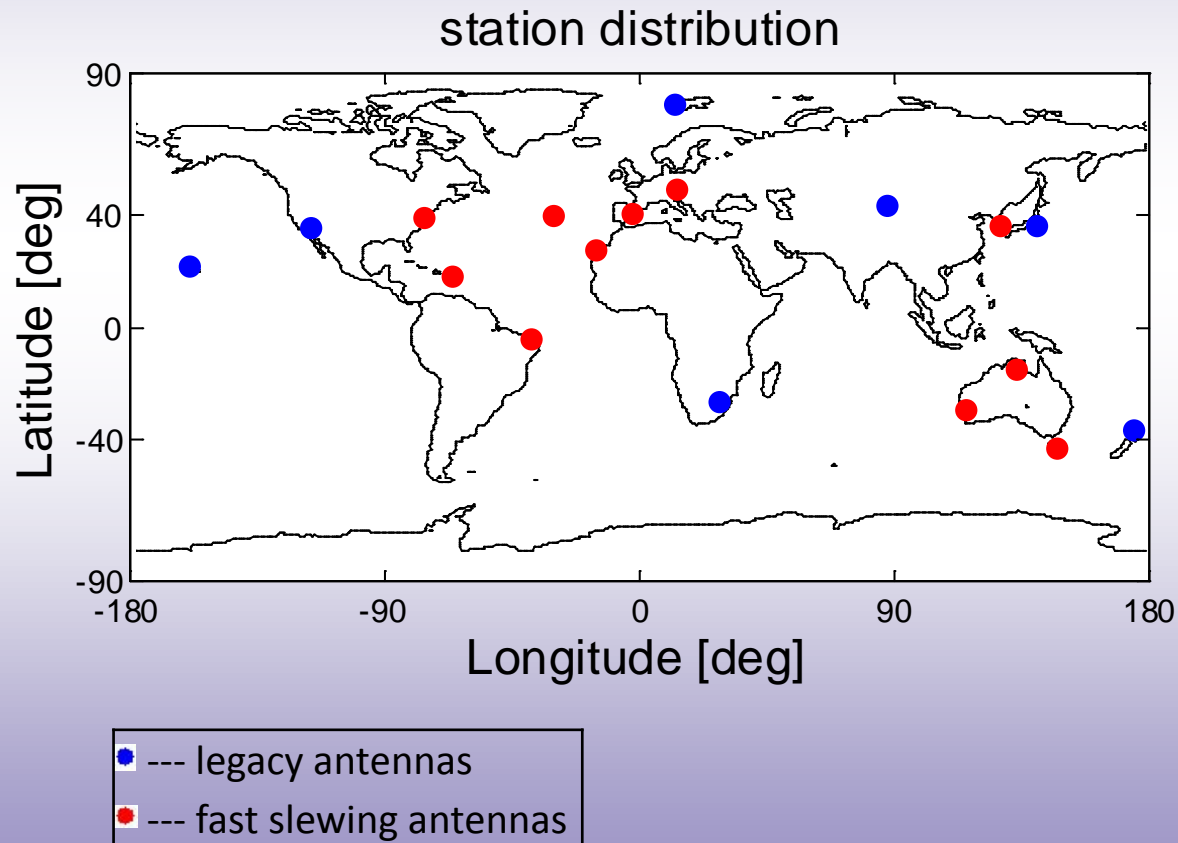 station distribution
90
40
0
-40
-90
Latitude [deg]
-180
-90
0
90
180
Longitude [deg]
--- legacy antennas
--- fast slewing antennas